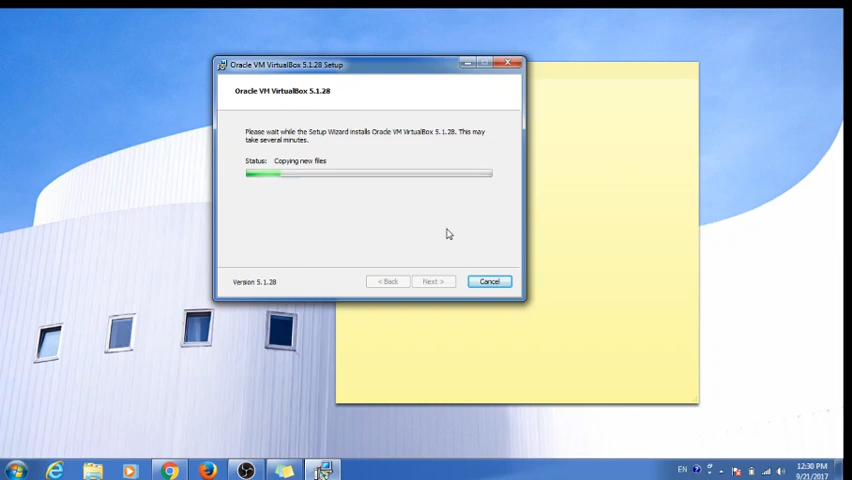 Oracle VM VirtualBox 5.1.28 Setup
Oracle VM VirtualBox 5.1.28
Please wait while the Setup Wizard installs Oracle VM VirtualBox 5.1.28. This may
take several minutes.
Status: Copying new files
Version 5.1.28
< Back
Next >
Cancel
EN
12:30 PM
9/21/2017